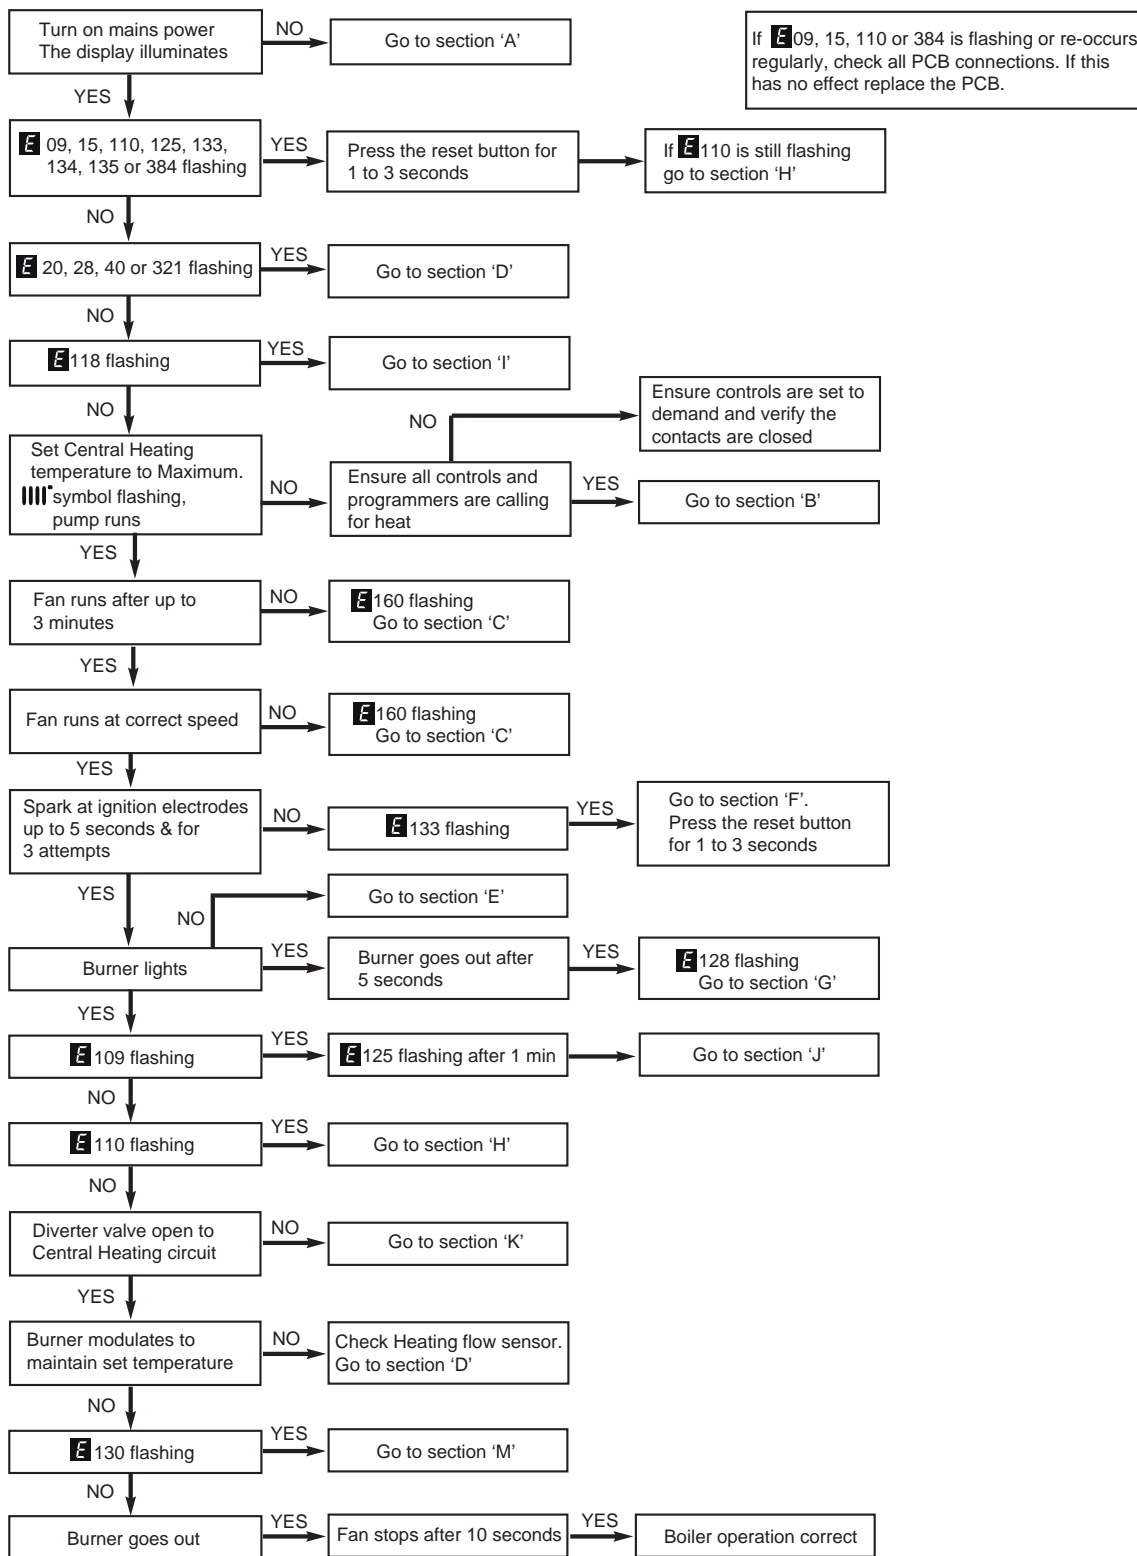 Turn on mains power
The display illuminates
NO
Go to section ‘A’
If E 09, 15, 110 or 384 is flashing or re-occurs
regularly, check all PCB connections. If this
has no effect replace the PCB.
YES
E 09, 15, 110, 125, 133,
134, 135 or 384 flashing
YES
Press the reset button for
1 to 3 seconds
If E 110 is still flashing
go to section ‘H’
NO
E 20, 28, 40 or 321 flashing
YES
Go to section ‘D’
NO
E 118 flashing
YES
Go to section ‘I’
NO
Set Central Heating
temperature to Maximum.
symbol flashing,
pump runs
NO
Ensure all controls and
programmers are calling
for heat
NO
Ensure controls are set to
demand and verify the
contacts are closed
YES
Go to section ‘B’
YES
Fan runs after up to
3 minutes
NO
E 160 flashing
Go to section ‘C’
YES
Fan runs at correct speed
NO
E 160 flashing
Go to section ‘C’
YES
Spark at ignition electrodes
up to 5 seconds & for
3 attempts
NO
E 133 flashing
YES
Go to section ‘F’.
Press the reset button
for 1 to 3 seconds
YES
NO
Go to section ‘E’
Burner lights
YES
Burner goes out after
5 seconds
YES
E 128 flashing
Go to section ‘G’
YES
E 109 flashing
YES
E 125 flashing after 1 min
Go to section ‘J’
NO
E 110 flashing
YES
Go to section ‘H’
NO
Diverter valve open to
Central Heating circuit
NO
Go to section ‘K’
YES
Burner modulates to
maintain set temperature
NO
Check Heating flow sensor.
Go to section ‘D’
NO
E 130 flashing
YES
Go to section ‘M’
NO
Burner goes out
YES
Fan stops after 10 seconds
YES
Boiler operation correct